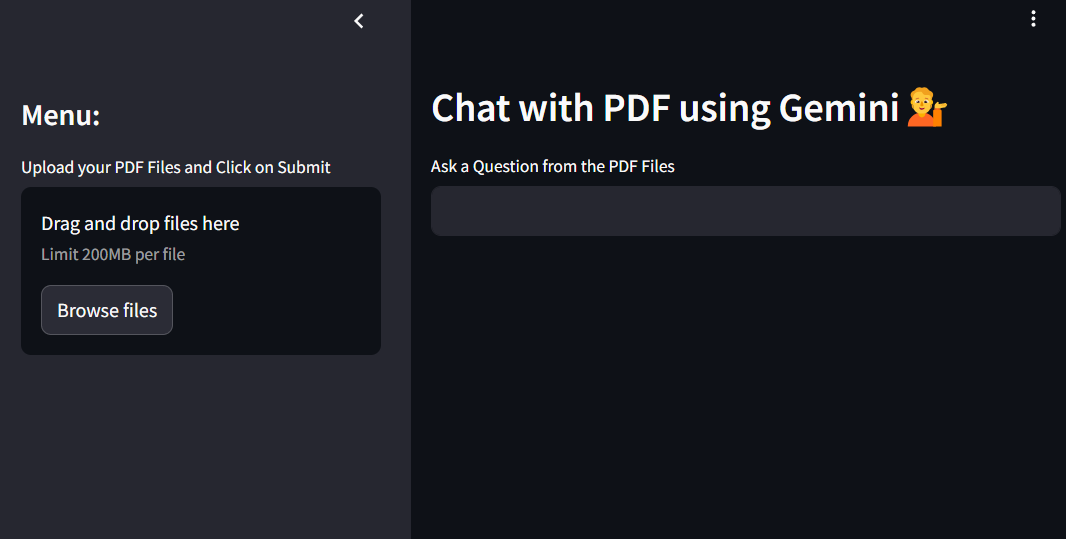 Menu:
Upload your PDF Files and Click on Submit
Drag and drop files here
Limit 200MB per file
Browse files
Chat with PDF using Gemini 💁
Ask a Question from the PDF Files